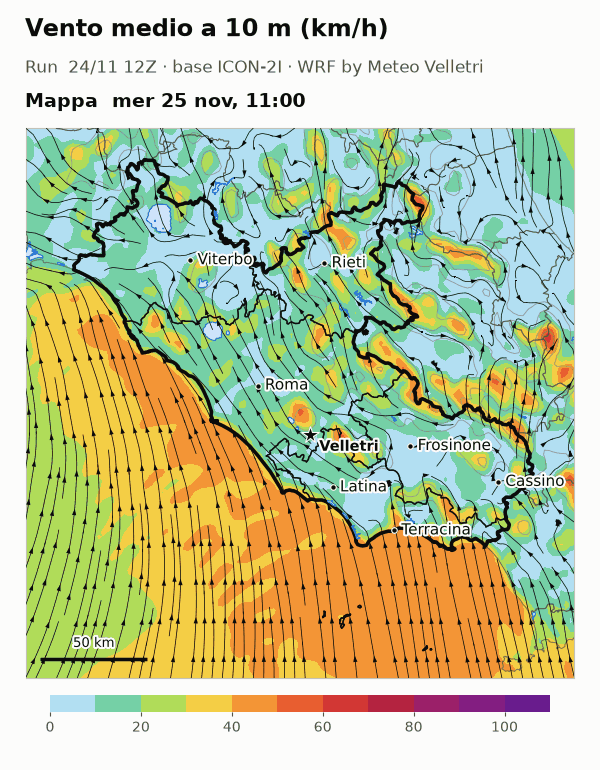 Vento medio a 10 m (km/h)
Run  24/11 12Z · base ICON-2I · WRF by Meteo Velletri
Mappa  mer 25 nov, 11:00
Viterbo
Rieti
Roma
Velletri
Frosinone
Latina
Cassino
Terracina
50 km
0 20 40 60 80 100